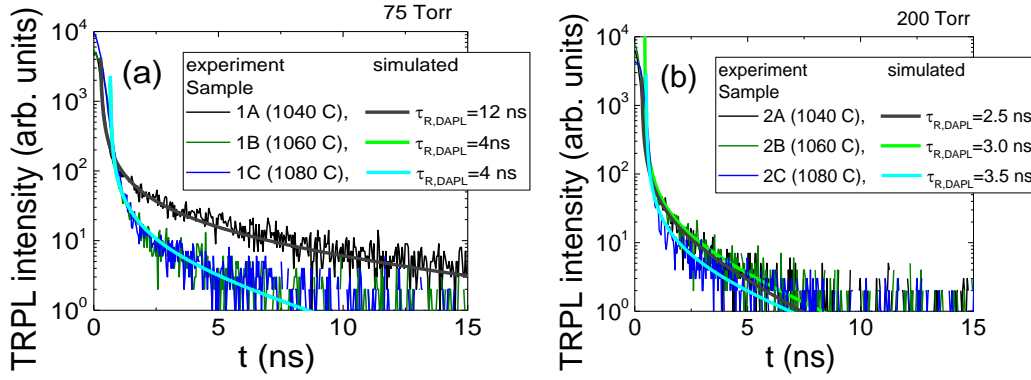 75 Torr
(a)
experiment simulated
Sample
1A (1040 C), τR,DAPL=12 ns
1B (1060 C), τR,DAPL=4ns
1C (1080 C), τR,DAPL=4 ns
TRPL intensity (arb. units)
10^4
10^3
10^2
10^1
10^0
0 5 10 15
t (ns)
200 Torr
(b)
experiment simulated
Sample
2A (1040 C), τR,DAPL=2.5 ns
2B (1060 C), τR,DAPL=3.0 ns
2C (1080 C), τR,DAPL=3.5 ns
TRPL intensity (arb. units)
10^4
10^3
10^2
10^1
10^0
0 5 10 15
t (ns)